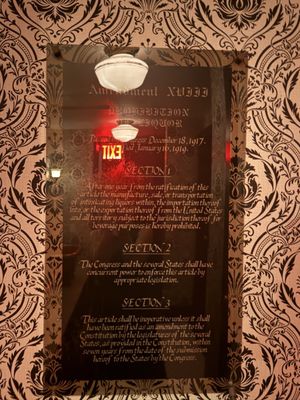 Amendment XVIII
PROHIBITION
LIQUOR
Passed Congress December 18, 1917.
January 16, 1919.
EXIT
SECTION 1
After one year from the ratification of this
article the manufacture, sale, or transportation
of intoxicating liquors within, the importation thereof
into, or the exportation thereof from the United States
and all territory subject to the jurisdiction thereof for
beverage purposes is hereby prohibited.
SECTION 2
The Congress and the several States shall have
concurrent power to enforce this article by
appropriate legislation.
SECTION 3
This article shall be inoperative unless it shall
have been ratified as an amendment to the
Constitution by the legislatures of the several
States, as provided in the Constitution, within
seven years from the date of the submission
hereof to the States by the Congress.